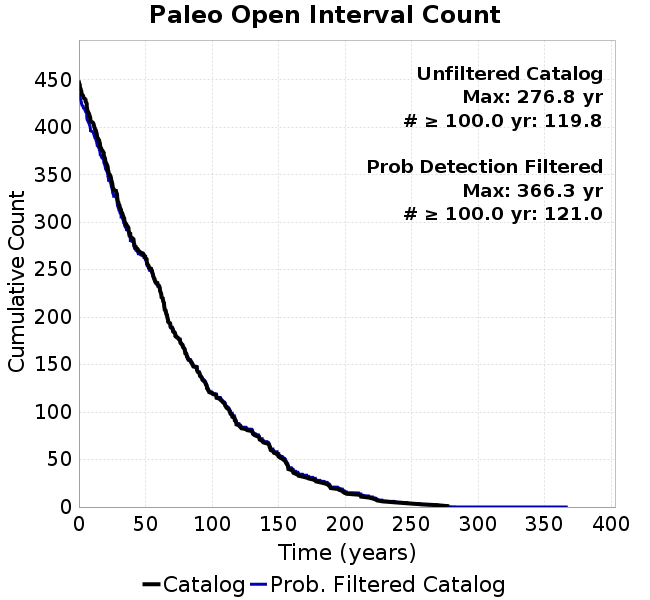 Paleo Open Interval Count
Unfiltered Catalog
Max: 276.8 yr
# ≥ 100.0 yr: 119.8
Prob Detection Filtered
Max: 366.3 yr
# ≥ 100.0 yr: 121.0
Cumulative Count
450
400
350
300
250
200
150
100
50
0
0 50 100 150 200 250 300 350 400
Time (years)
Catalog Prob. Filtered Catalog